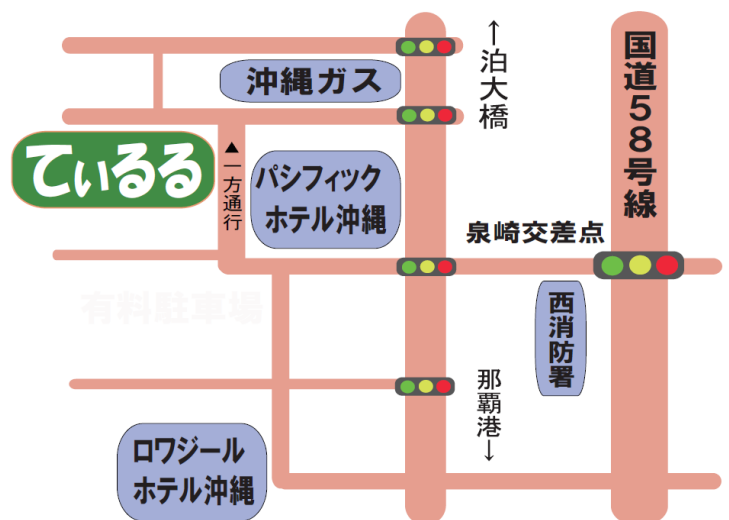 ↑泊大橋
国道58号線
沖縄ガス
てぃるる
▲一方通行
パシフィック
ホテル沖縄
泉崎交差点
有料駐車場
西消防署
那覇港↓
ロワジール
ホテル沖縄